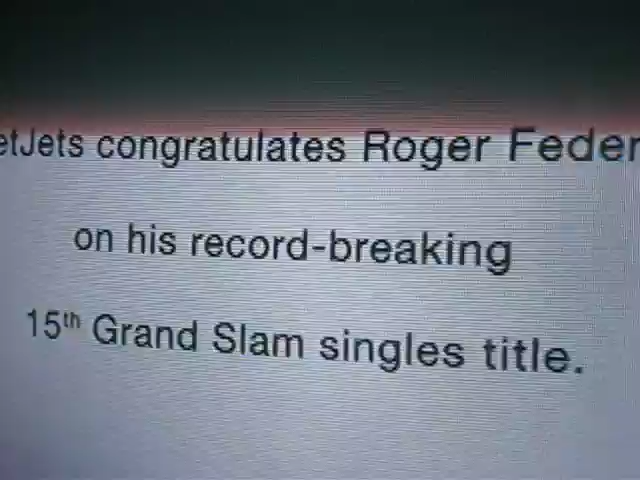 etJets congratulates Roger Feder
on his record-breaking
15th Grand Slam singles title.